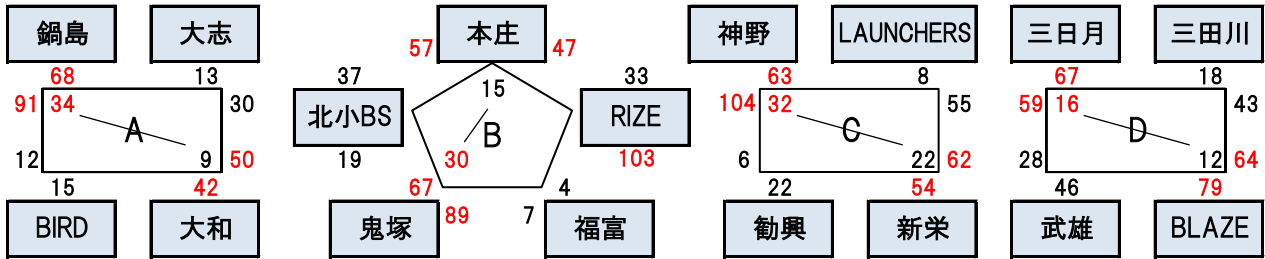 鍋島 大志 本庄 神野 LAUNCHERS 三日月 三田川
57 47
68 13 37 33 63 8 67 18
91 34 30 15 104 32 55 59 16 43
北小BS RIZE
A B C D
12 9 50 19 30 103 6 22 62 28 12 64
15 42 67 4 22 54 46 79
89 7
BIRD 大和 鬼塚 福富 勧興 新栄 武雄 BLAZE